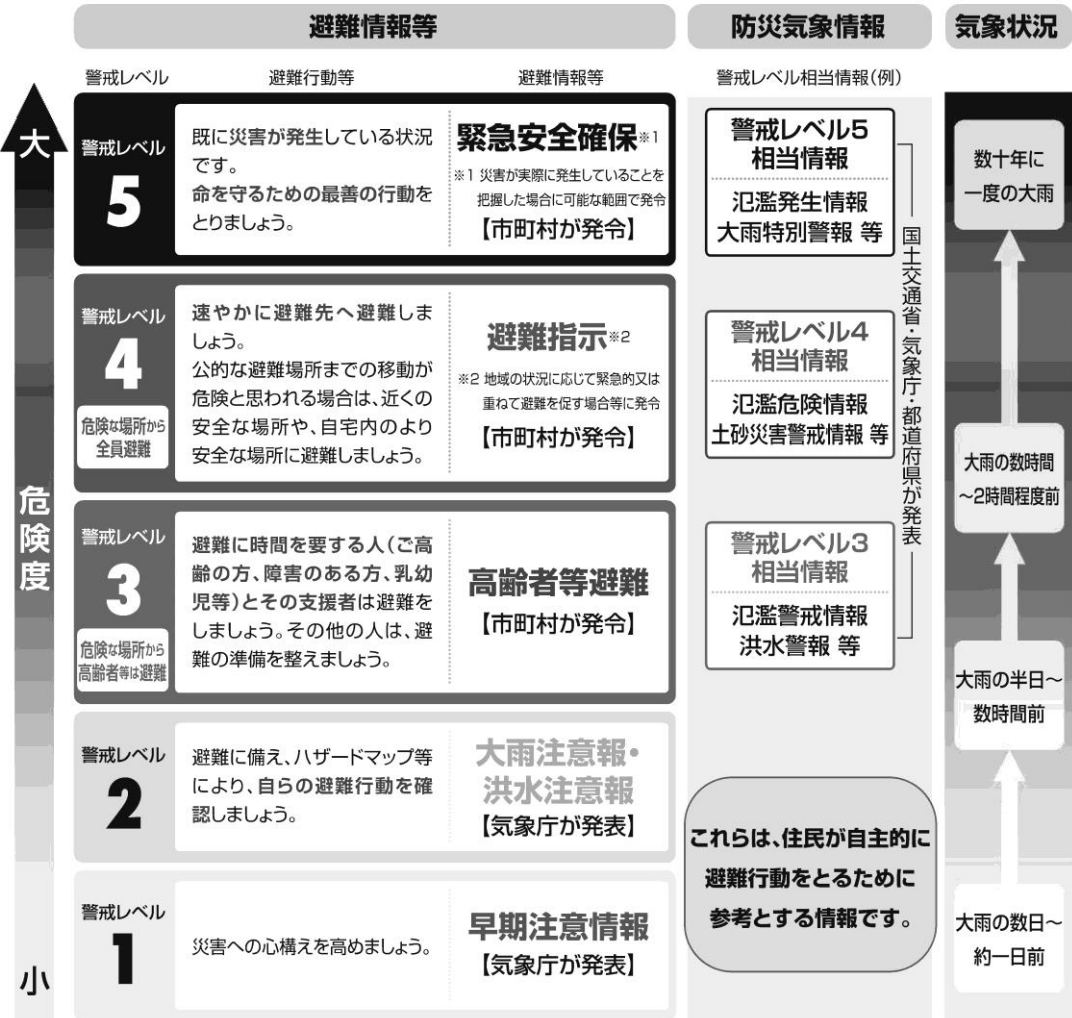 避難情報等
防災気象情報
気象状況
警戒レベル
避難行動等
避難情報等
警戒レベル相当情報(例)
大
危険度
小
警戒レベル
5
既に災害が発生している状況
です。
命を守るための最善の行動を
とりましょう。
緊急安全確保※1
※1 災害が実際に発生していることを
把握した場合に可能な範囲で発令
【市町村が発令】
警戒レベル5
相当情報
氾濫発生情報
大雨特別警報 等
数十年に
一度の大雨
警戒レベル
4
危険な場所から
全員避難
速やかに避難先へ避難しま
しょう。
公的な避難場所までの移動が
危険と思われる場合は、近くの
安全な場所や、自宅内のより
安全な場所に避難しましょう。
避難指示※2
※2 地域の状況に応じて緊急的又は
重ねて避難を促す場合等に発令
【市町村が発令】
警戒レベル4
相当情報
氾濫危険情報
土砂災害警戒情報 等
国土交通省・気象庁・都道府県が発表
大雨の数時間
~2時間程度前
警戒レベル
3
危険な場所から
高齢者等は避難
避難に時間を要する人(ご高
齢の方、障害のある方、乳幼
児等)とその支援者は避難を
しましょう。その他の人は、避
難の準備を整えましょう。
高齢者等避難
【市町村が発令】
警戒レベル3
相当情報
氾濫警戒情報
洪水警報 等
大雨の半日~
数時間前
警戒レベル
2
避難に備え、ハザードマップ等
により、自らの避難行動を確
認しましょう。
大雨注意報・
洪水注意報
【気象庁が発表】
これらは、住民が自主的に
避難行動をとるために
参考とする情報です。
警戒レベル
1
災害への心構えを高めましょう。
早期注意情報
【気象庁が発表】
大雨の数日~
約一日前